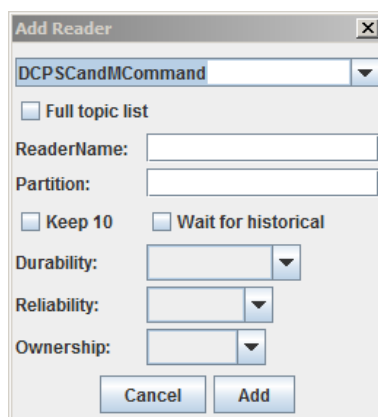 Add Reader
DCPSCandMCommand
Full topic list
ReaderName:
Partition:
Keep 10 Wait for historical
Durability:
Reliability:
Ownership:
Cancel Add